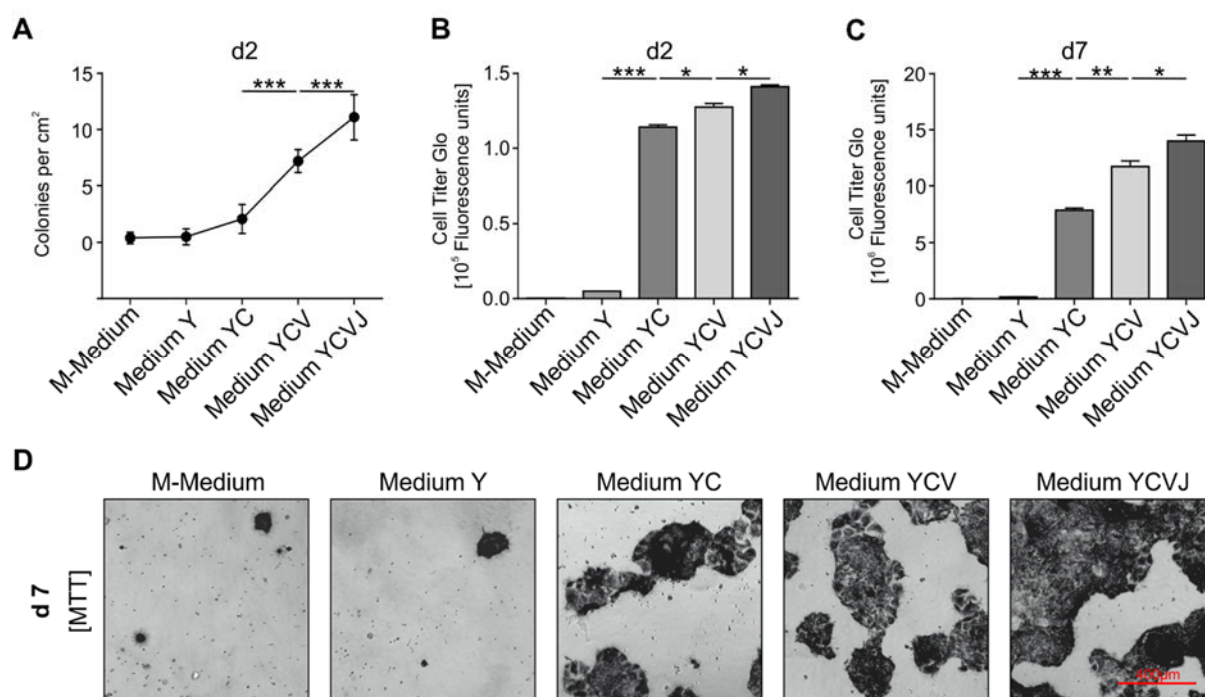 A
d2
Colonies per cm²
15
10
5
0
*** ***
M-Medium
Medium Y
Medium YC
Medium YCV
Medium YCVJ
B
d2
Cell Titer Glo
[10⁵ Fluorescence units]
1.5
1.0
0.5
0.0
*** * *
M-Medium
Medium Y
Medium YC
Medium YCV
Medium YCVJ
C
d7
Cell Titer Glo
[10⁶ Fluorescence units]
20
15
10
5
0
*** ** *
M-Medium
Medium Y
Medium YC
Medium YCV
Medium YCVJ
D
M-Medium
Medium Y
Medium YC
Medium YCV
Medium YCVJ
d 7
[MTT]
400µm